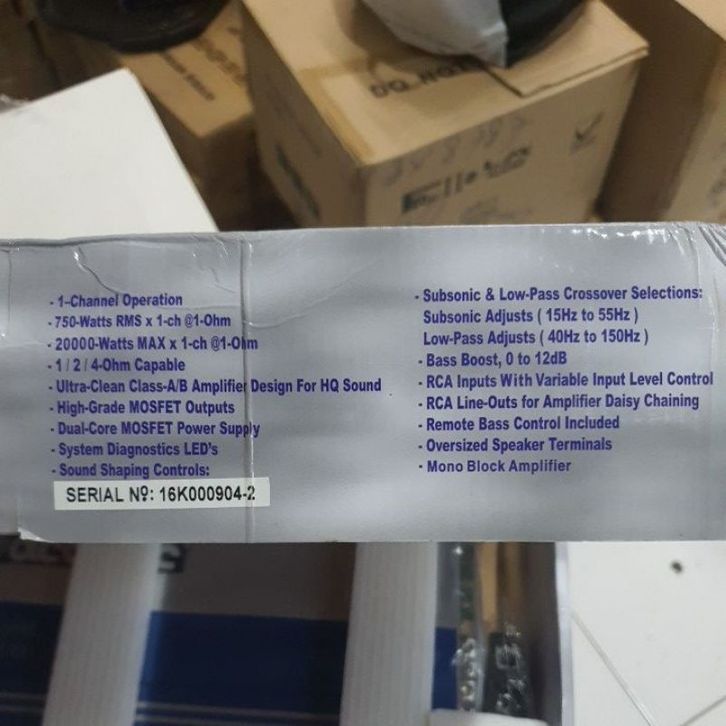 - 1-Channel Operation
- 750-Watts RMS x 1-ch @1-Ohm
- 20000-Watts MAX x 1-ch @1-Ohm
- 1 / 2 / 4-Ohm Capable
- Ultra-Clean Class-A/B Amplifier Design For HQ Sound
- High-Grade MOSFET Outputs
- Dual-Core MOSFET Power Supply
- System Diagnostics LED's
- Sound Shaping Controls:
SERIAL Nº: 16K000904-2
- Subsonic & Low-Pass Crossover Selections:
Subsonic Adjusts ( 15Hz to 55Hz )
Low-Pass Adjusts ( 40Hz to 150Hz )
- Bass Boost, 0 to 12dB
- RCA Inputs With Variable Input Level Control
- RCA Line-Outs for Amplifier Daisy Chaining
- Remote Bass Control Included
- Oversized Speaker Terminals
- Mono Block Amplifier